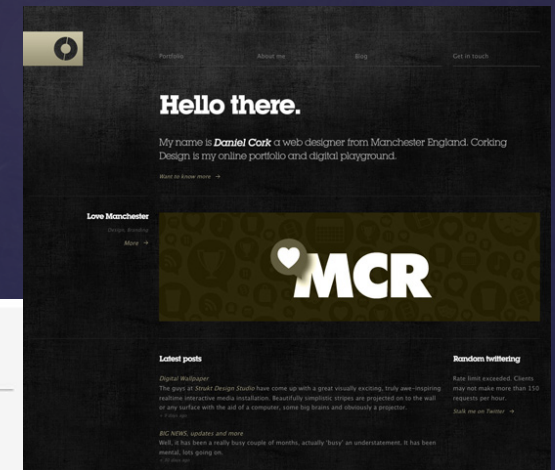 Portfolio
About me
Blog
Get in touch
Hello there.
My name is Daniel Cork a web designer from Manchester England. Corking
Design is my online portfolio and digital playground.
Want to know more →
Love Manchester
Design, Branding
More →
MCR
Latest posts
Digital Wallpaper
The guys at Strukt Design Studio have come up with a great visually exciting, truly awe-inspiring
realtime interactive media installation. Beautifully simplistic stripes are projected on to the wall
or any surface with the aid of a computer, some big brains and obviously a projector.
BIG NEWS, updates and more
Well, it has been a really busy couple of months, actually 'busy' an understatement. It has been
mental, lots going on.
Random twittering
Rate limit exceeded. Clients
may not make more than 150
requests per hour.
Stalk me on Twitter →